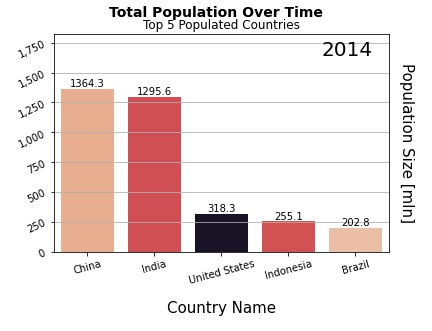 Total Population Over Time
Top 5 Populated Countries
2014
1,750
1,500
1,250
1,000
750
500
250
0
1364.3
1295.6
318.3
255.1
202.8
China
India
United States
Indonesia
Brazil
Country Name
Population Size [mln]